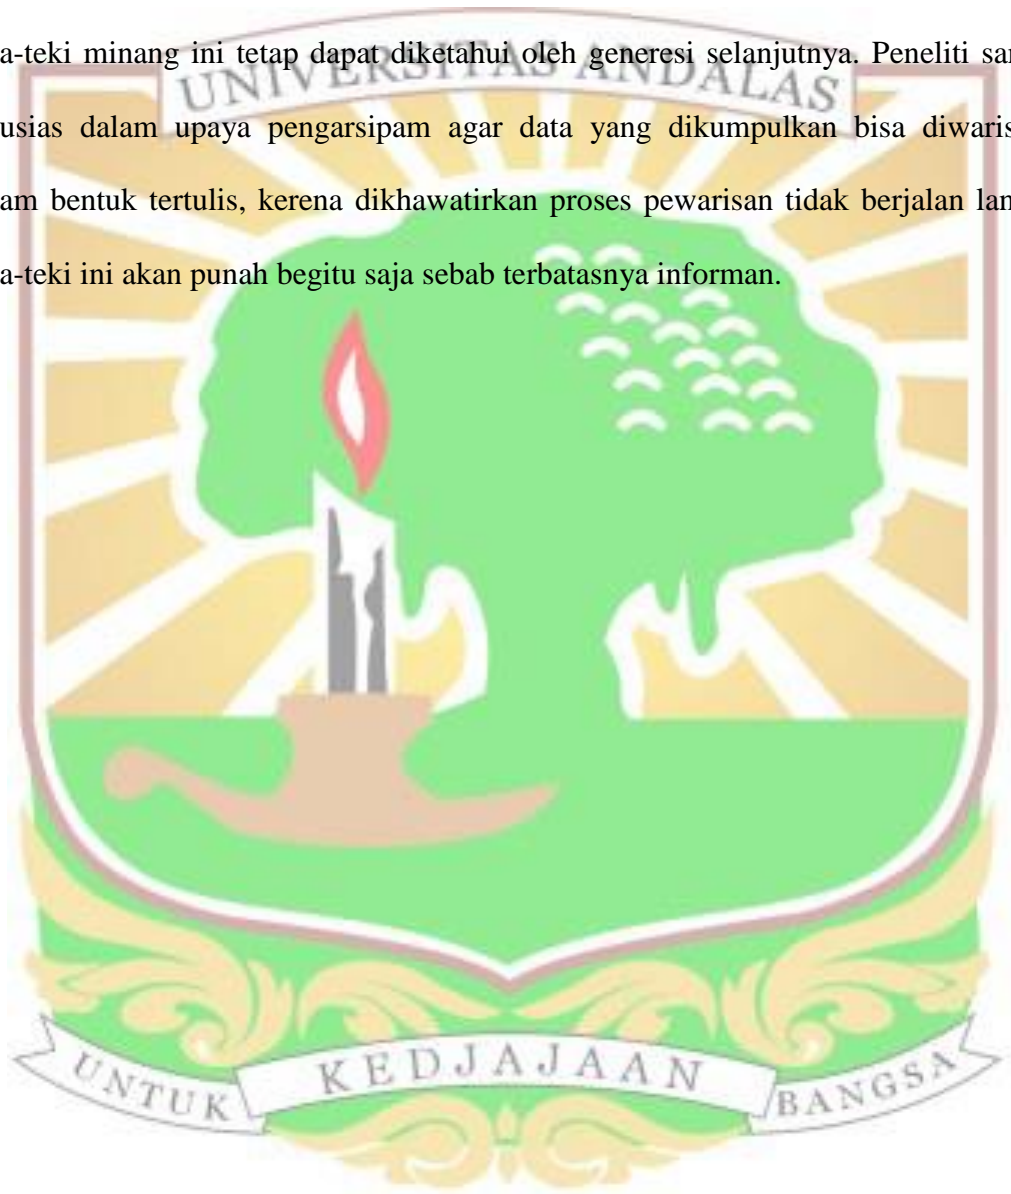 a-teki minang ini tetap dapat diketahui oleh generesi selanjutnya. Peneliti sar
UNIVERSITAS ANDALAS
usias dalam upaya pengarsipam agar data yang dikumpulkan bisa diwaris
am bentuk tertulis, kerena dikhawatirkan proses pewarisan tidak berjalan lan
a-teki ini akan punah begitu saja sebab terbatasnya informan.
UNTUK KEDJAJAAN BANGSA